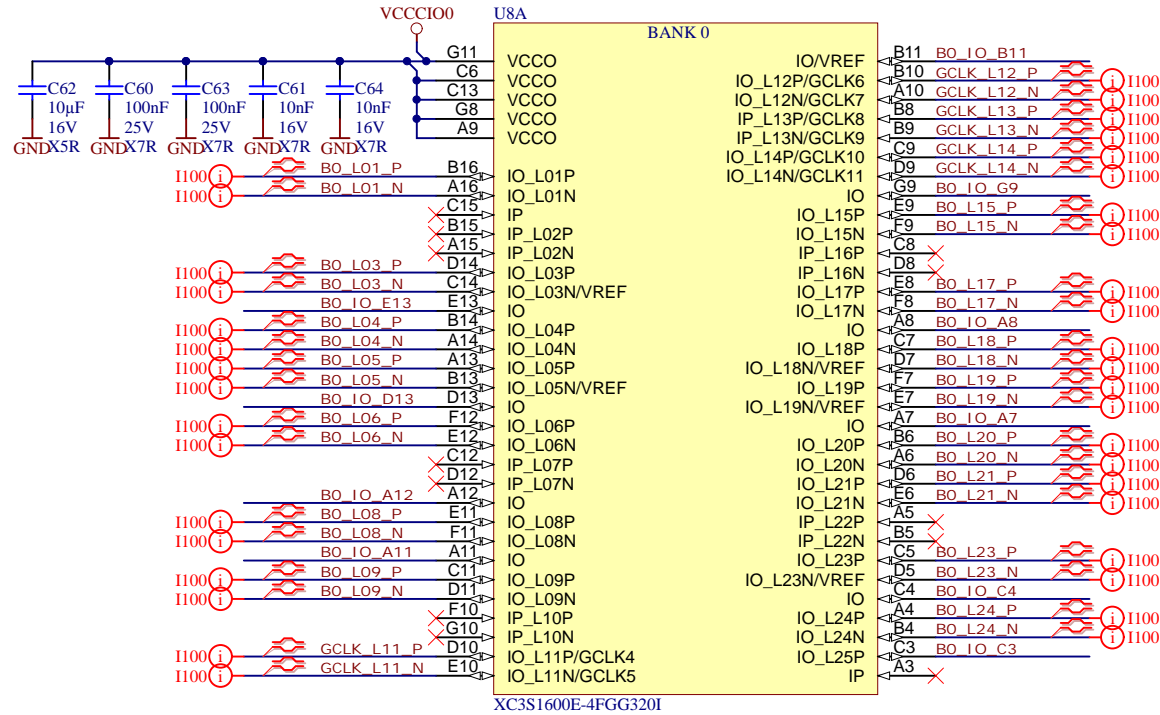 VCCCIO0
U8A
BANK 0
G11 VCCO
C6 VCCO
C13 VCCO
G8 VCCO
A9 VCCO
C62 C60 C63 C61 C64
10µF 100nF 100nF 10nF 10nF
16V 25V 25V 16V 16V
GND X5R GND X7R GND X7R GND X7R GND X7R
I100 i B0_L01_P B16 IO_L01P
I100 i B0_L01_N A16 IO_L01N
C15 IP
B15 IP_L02P
A15 IP_L02N
I100 i B0_L03_P D14 IO_L03P
I100 i B0_L03_N C14 IO_L03N/VREF
B0_IO_E13 E13 IO
I100 i B0_L04_P B14 IO_L04P
I100 i B0_L04_N A14 IO_L04N
I100 i B0_L05_P A13 IO_L05P
I100 i B0_L05_N B13 IO_L05N/VREF
B0_IO_D13 D13 IO
I100 i B0_L06_P F12 IO_L06P
I100 i B0_L06_N E12 IO_L06N
C12 IP_L07P
D12 IP_L07N
B0_IO_A12 A12 IO
I100 i B0_L08_P E11 IO_L08P
I100 i B0_L08_N F11 IO_L08N
B0_IO_A11 A11 IO
I100 i B0_L09_P C11 IO_L09P
I100 i B0_L09_N D11 IO_L09N
F10 IP_L10P
G10 IP_L10N
I100 i GCLK_L11_P D10 IO_L11P/GCLK4
I100 i GCLK_L11_N E10 IO_L11N/GCLK5
IO/VREF B11 B0_IO_B11
IO_L12P/GCLK6 B10 GCLK_L12_P i I100
IO_L12N/GCLK7 A10 GCLK_L12_N i I100
IP_L13P/GCLK8 B8 GCLK_L13_P i I100
IP_L13N/GCLK9 B9 GCLK_L13_N i I100
IO_L14P/GCLK10 C9 GCLK_L14_P i I100
IO_L14N/GCLK11 D9 GCLK_L14_N i I100
IO G9 B0_IO_G9
IO_L15P E9 B0_L15_P i I100
IO_L15N F9 B0_L15_N i I100
IP_L16P C8
IP_L16N D8
IO_L17P E8 B0_L17_P i I100
IO_L17N F8 B0_L17_N i I100
IO A8 B0_IO_A8
IO_L18P C7 B0_L18_P i I100
IO_L18N/VREF D7 B0_L18_N i I100
IO_L19P F7 B0_L19_P i I100
IO_L19N/VREF E7 B0_L19_N i I100
IO A7 B0_IO_A7
IO_L20P B6 B0_L20_P i I100
IO_L20N A6 B0_L20_N i I100
IO_L21P D6 B0_L21_P i I100
IO_L21N E6 B0_L21_N i I100
IP_L22P A5
IP_L22N B5
IO_L23P C5 B0_L23_P i I100
IO_L23N/VREF D5 B0_L23_N i I100
IO C4 B0_IO_C4
IO_L24P A4 B0_L24_P i I100
IO_L24N B4 B0_L24_N i I100
IO_L25P C3 B0_IO_C3
IP A3
XC3S1600E-4FGG320I